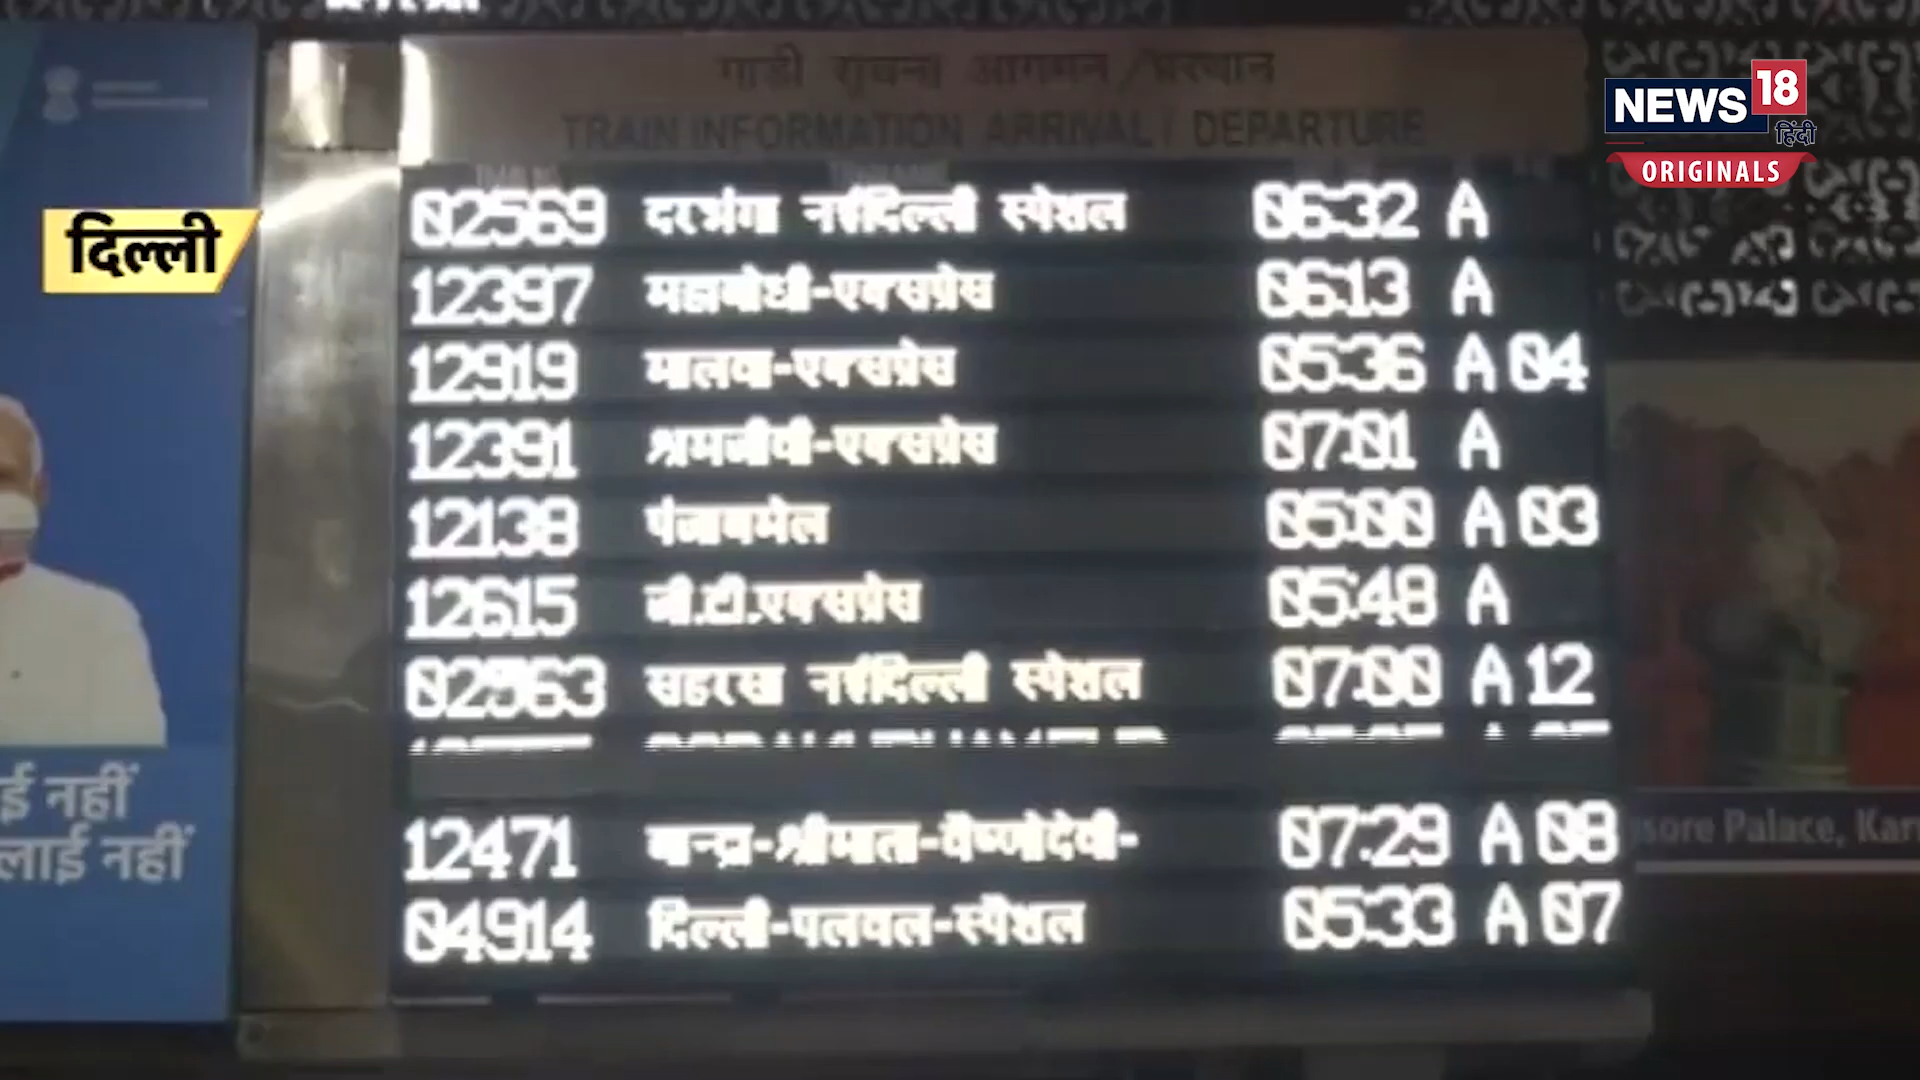 गाडी सूचना आगमन/प्रस्थान
TRAIN INFORMATION ARRIVAL | DEPARTURE
NEWS 18
हिंदी
ORIGINALS
दिल्ली
02569 दरभंगा नईदिल्ली स्पेशल 06:32 A
12397 महाबोधी-एक्सप्रेस 06:13 A
12919 मालवा-एक्सप्रेस 05:36 A 04
12391 श्रमजीवी-एक्सप्रेस 07:01 A
12138 पंजाबमेल 05:00 A 03
12615 जी.टी.एक्सप्रेस 05:48 A
02563 सहरसा नईदिल्ली स्पेशल 07:00 A 12
12471 बान्द्रा-श्रीमाता-वैष्णोदेवी- 07:29 A 08
04914 दिल्ली-पलवल-स्पैशल 05:33 A 07
ई नहीं
लाई नहीं
sore Palace, Kar